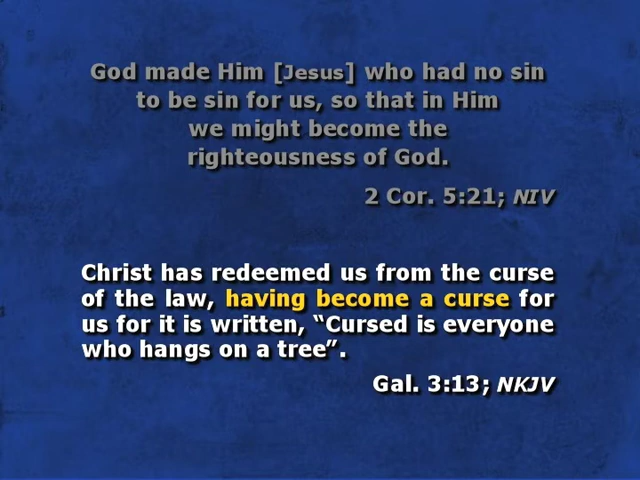 God made Him [Jesus] who had no sin
to be sin for us, so that in Him
we might become the
righteousness of God.
2 Cor. 5:21; NIV
Christ has redeemed us from the curse
of the law, having become a curse for
us for it is written, “Cursed is everyone
who hangs on a tree”.
Gal. 3:13; NKJV